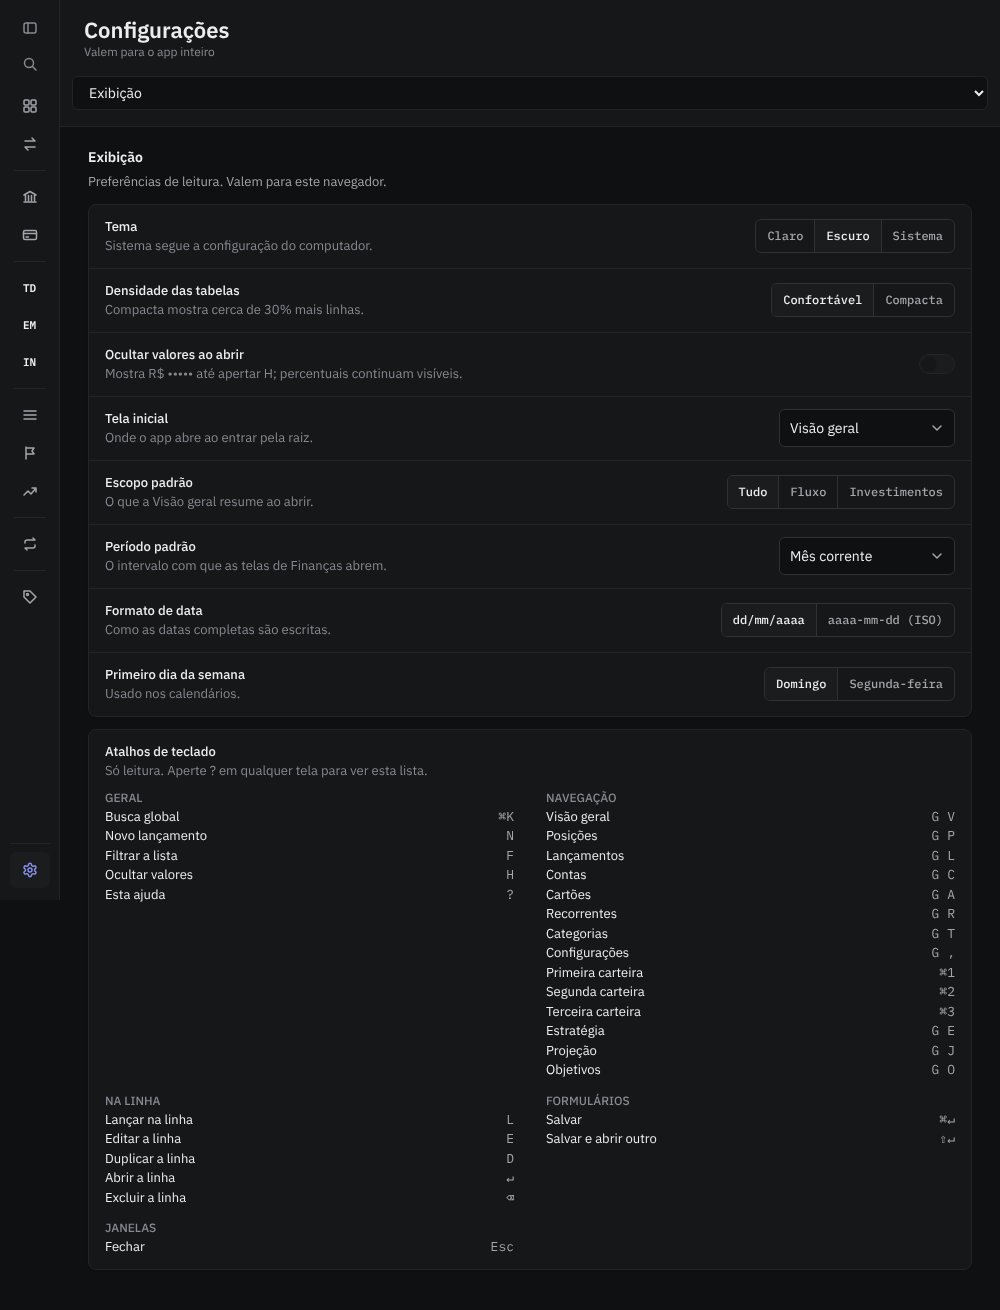 Configurações
Valem para o app inteiro
Exibição
TD
EM
IN
Exibição
Preferências de leitura. Valem para este navegador.
Tema
Sistema segue a configuração do computador.
Claro Escuro Sistema
Densidade das tabelas
Compacta mostra cerca de 30% mais linhas.
Confortável Compacta
Ocultar valores ao abrir
Mostra R$ ••••• até apertar H; percentuais continuam visíveis.
Tela inicial
Onde o app abre ao entrar pela raiz.
Visão geral
Escopo padrão
O que a Visão geral resume ao abrir.
Tudo Fluxo Investimentos
Período padrão
O intervalo com que as telas de Finanças abrem.
Mês corrente
Formato de data
Como as datas completas são escritas.
dd/mm/aaaa aaaa-mm-dd (ISO)
Primeiro dia da semana
Usado nos calendários.
Domingo Segunda-feira
Atalhos de teclado
Só leitura. Aperte ? em qualquer tela para ver esta lista.
GERAL
Busca global ⌘K
Novo lançamento N
Filtrar a lista F
Ocultar valores H
Esta ajuda ?
NAVEGAÇÃO
Visão geral G V
Posições G P
Lançamentos G L
Contas G C
Cartões G A
Recorrentes G R
Categorias G T
Configurações G ,
Primeira carteira ⌘1
Segunda carteira ⌘2
Terceira carteira ⌘3
Estratégia G E
Projeção G J
Objetivos G O
NA LINHA
Lançar na linha L
Editar a linha E
Duplicar a linha D
Abrir a linha ↵
Excluir a linha ⌫
FORMULÁRIOS
Salvar ⌘↵
Salvar e abrir outro ⇧↵
JANELAS
Fechar Esc